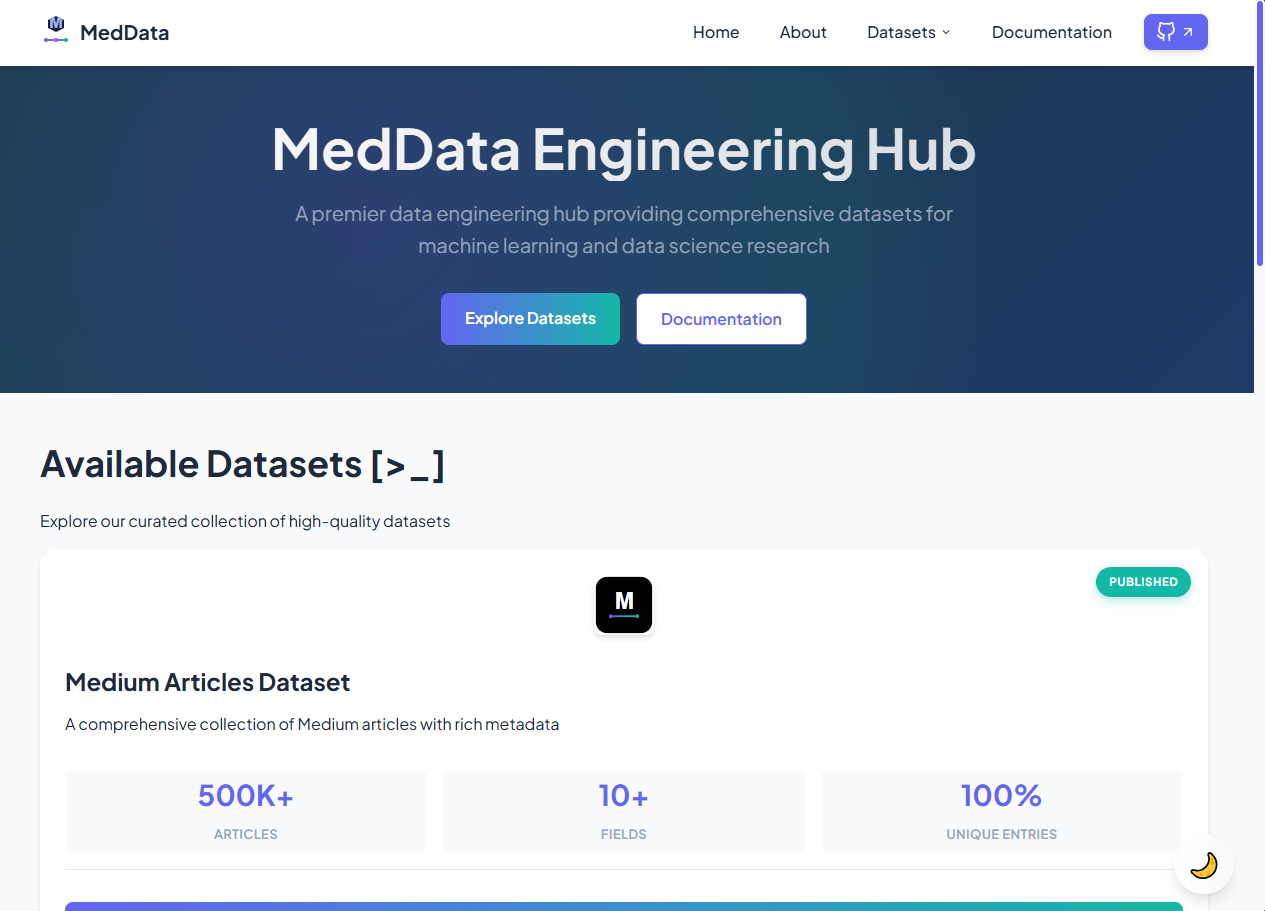 MedData
Home About Datasets Documentation
MedData Engineering Hub
A premier data engineering hub providing comprehensive datasets for
machine learning and data science research
Explore Datasets Documentation
Available Datasets [>_]
Explore our curated collection of high-quality datasets
PUBLISHED
M
Medium Articles Dataset
A comprehensive collection of Medium articles with rich metadata
500K+ 10+ 100%
ARTICLES FIELDS UNIQUE ENTRIES